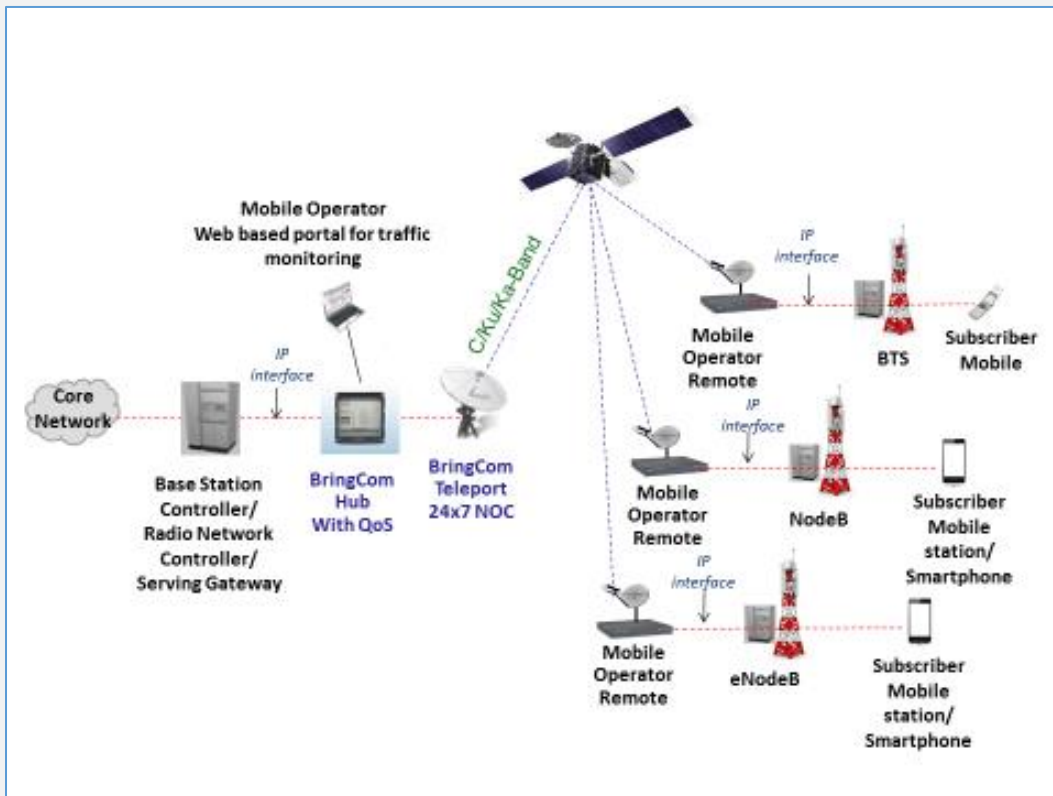 Mobile Operator
Web based portal for traffic
monitoring
C/Ku/Ka-Band
IP
interface
Core
Network
Base Station
Controller/
Radio Network
Controller/
Serving Gateway
BringCom
Hub
With QoS
BringCom
Teleport
24x7 NOC
IP
interface
Mobile
Operator
Remote
BTS
Subscriber
Mobile
IP
interface
Mobile
Operator
Remote
NodeB
Subscriber
Mobile
station/
Smartphone
IP
interface
Mobile
Operator
Remote
eNodeB
Subscriber
Mobile
station/
Smartphone